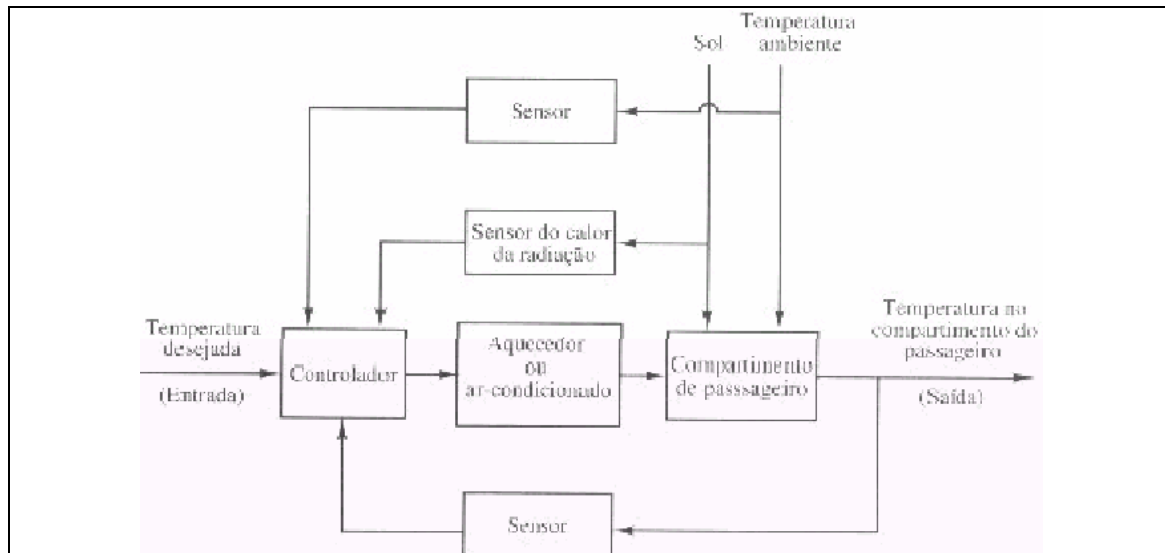 Sol
Temperatura
ambiente
Sensor
Sensor do calor
da radiação
Temperatura
desejada
(Entrada)
Controlador
Aquecedor
ou
ar-condicionado
Compartimento
de passsageiro
Temperatura no
compartimento do
passageiro
(Saída)
Sensor